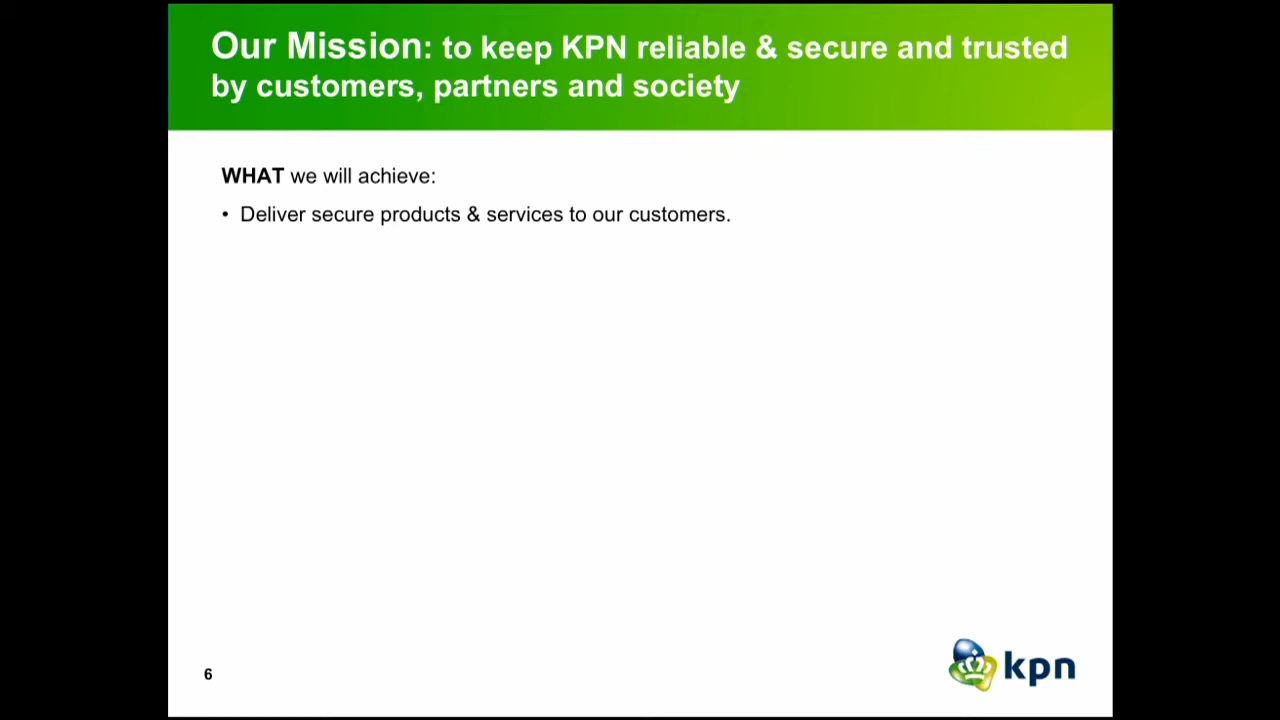 Our Mission: to keep KPN reliable & secure and trusted
by customers, partners and society
WHAT we will achieve:
• Deliver secure products & services to our customers.
6
kpn